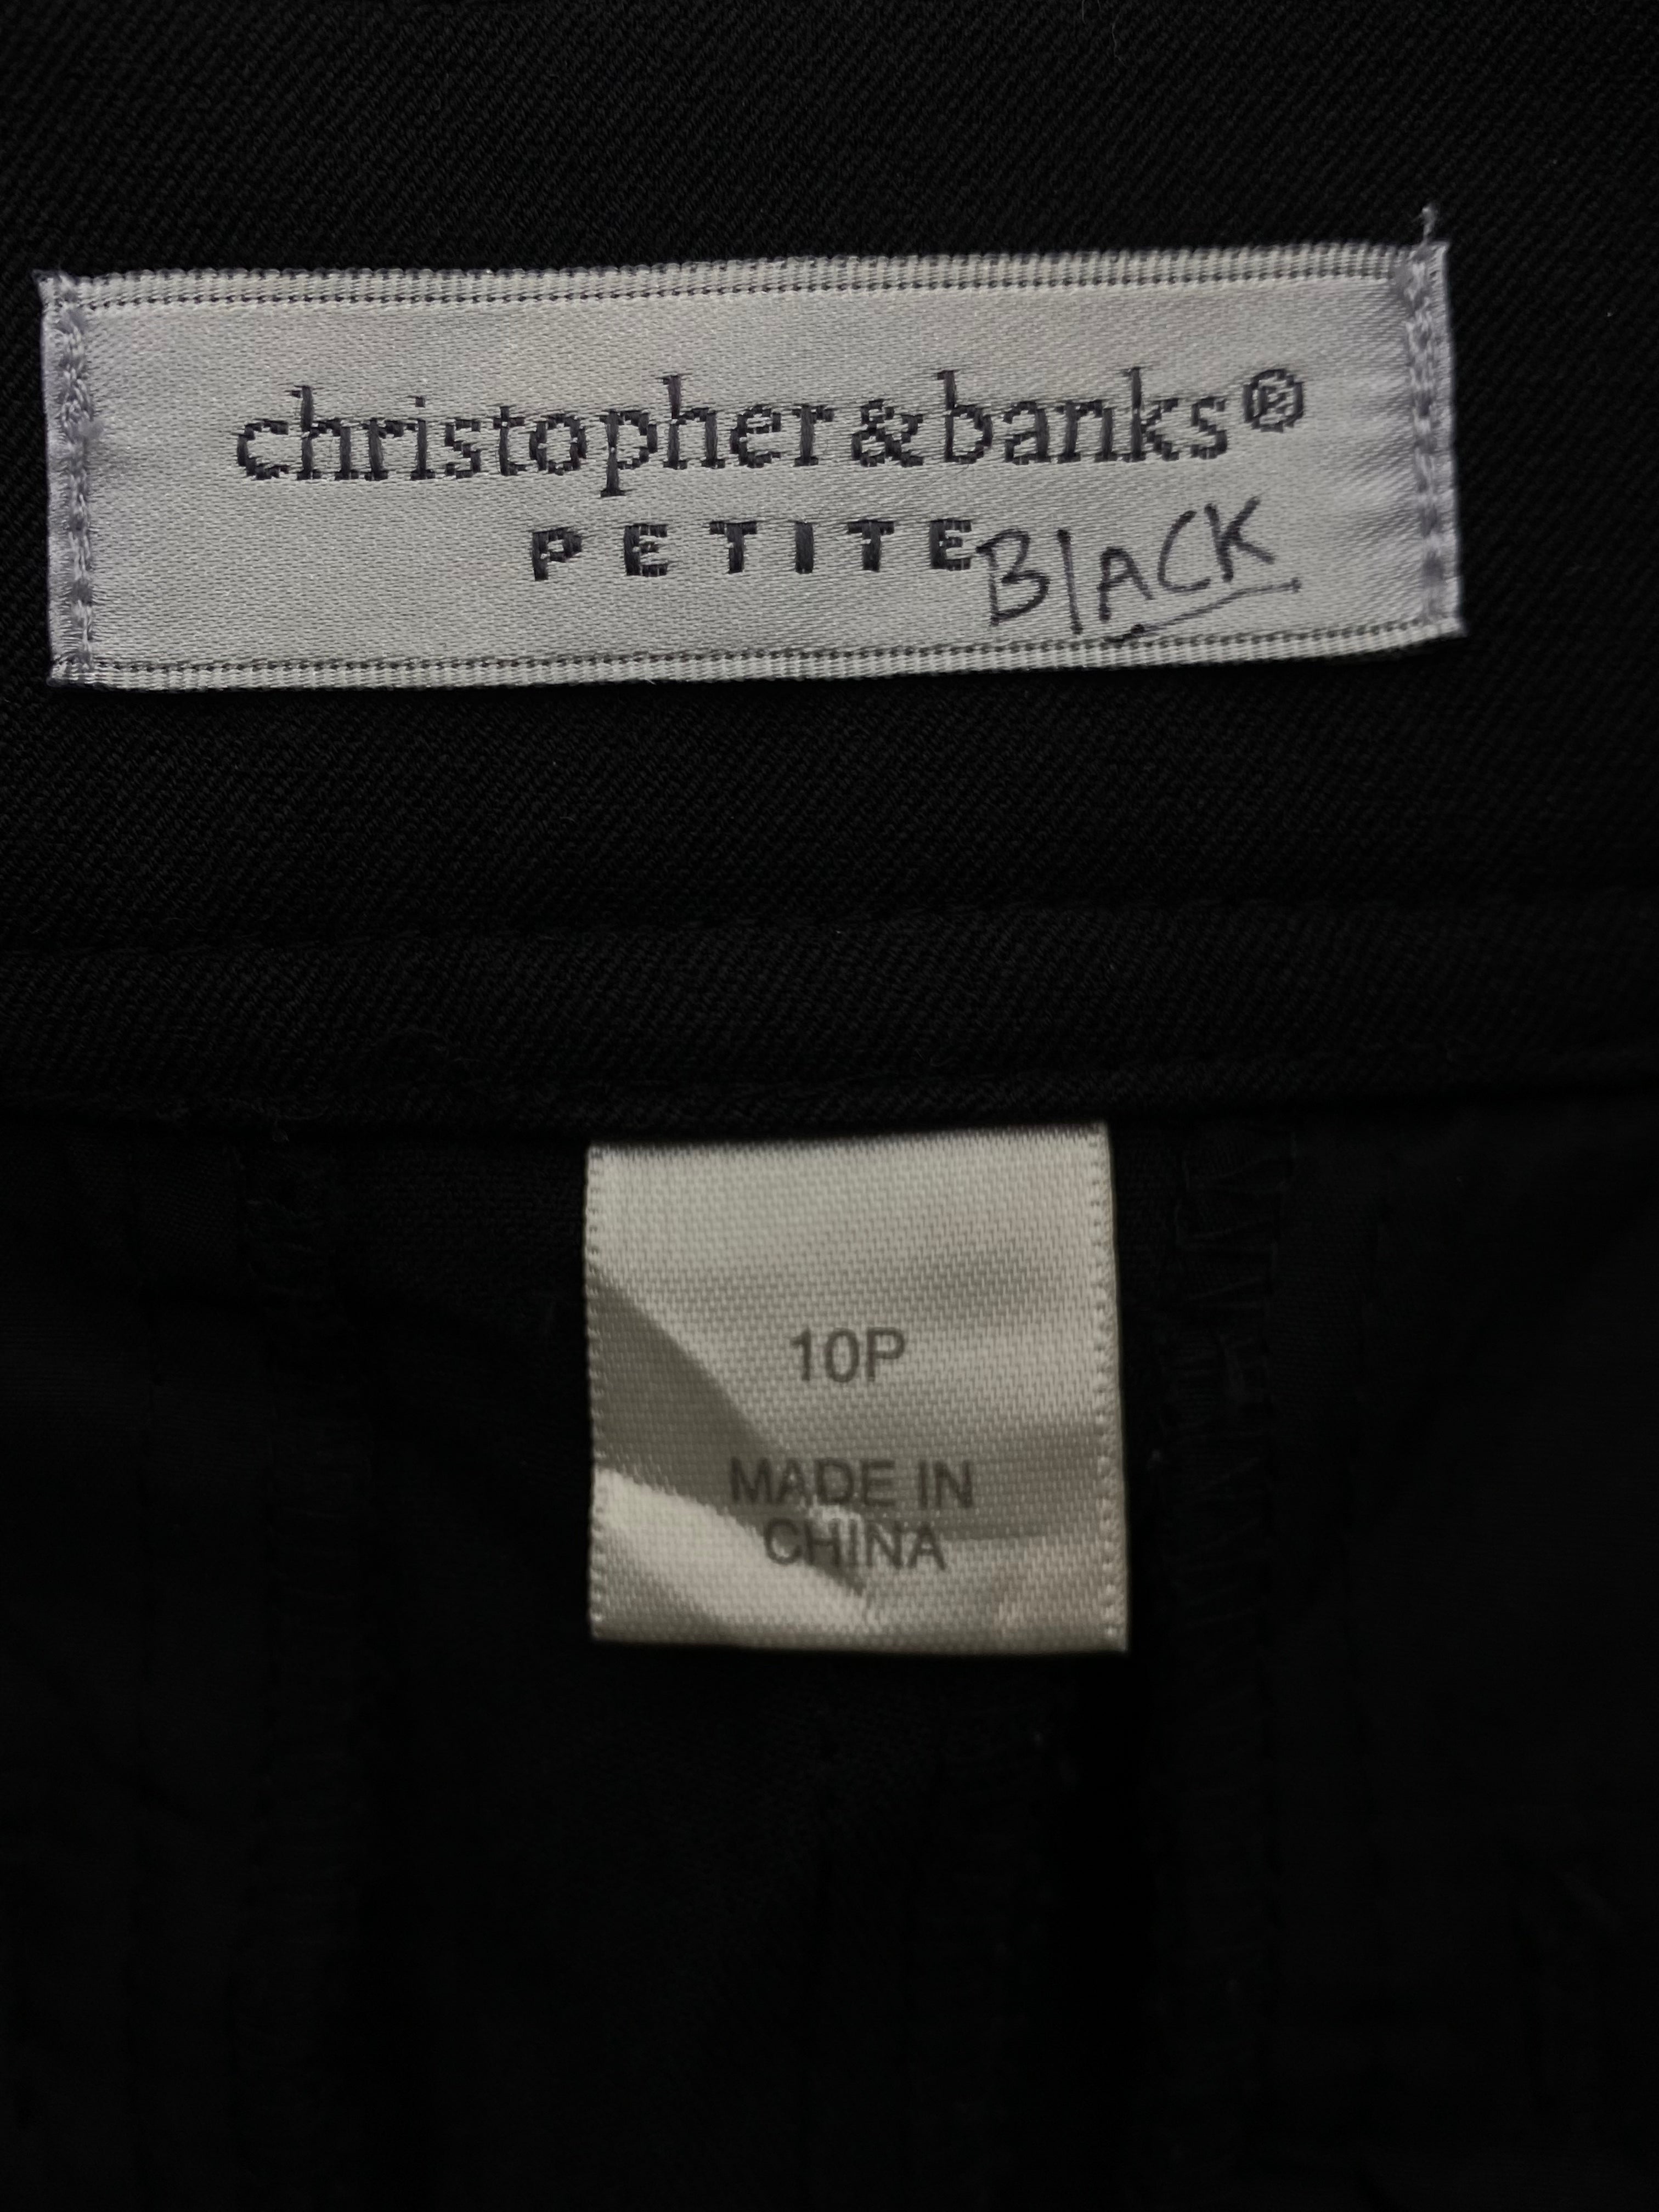 christopher & banks®
PETITE BlACK
10P
MADE IN
CHINA